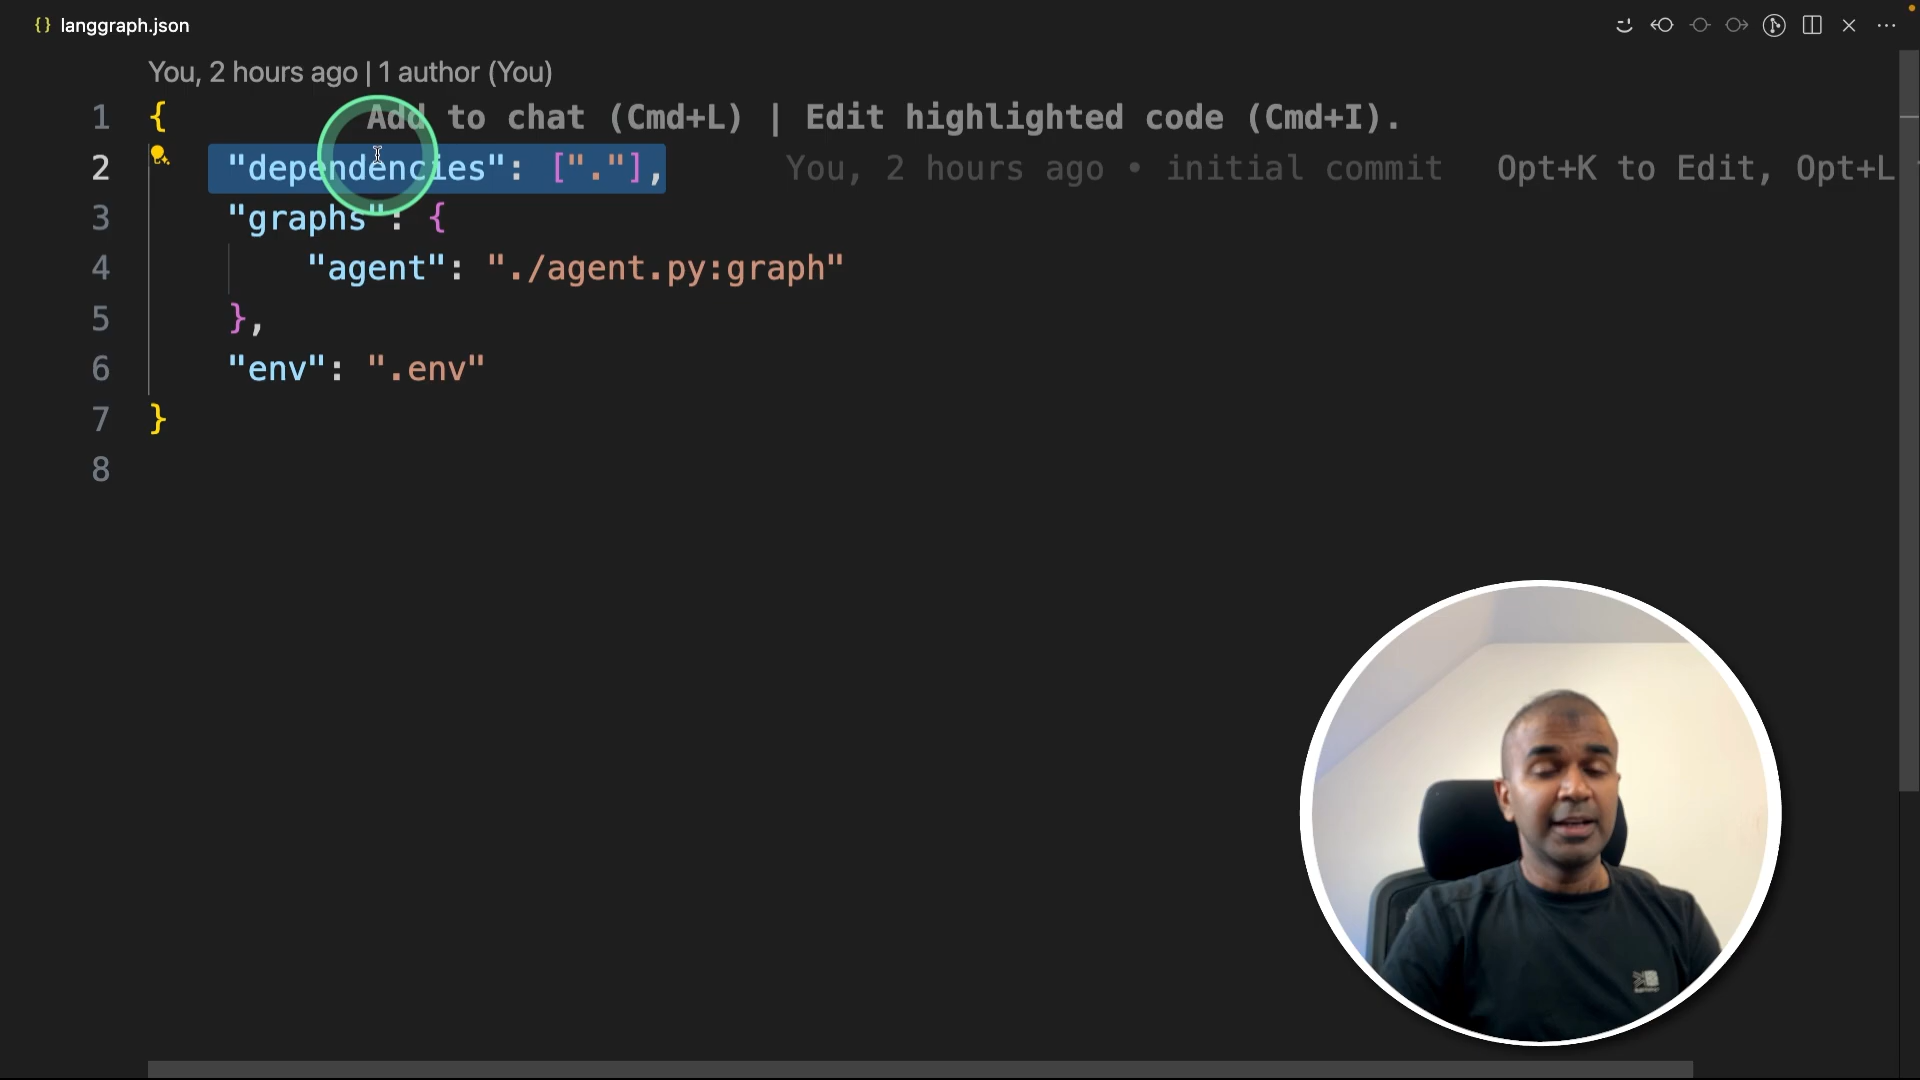 langgraph.json
You, 2 hours ago | 1 author (You)
1 { Add to chat (Cmd+L) | Edit highlighted code (Cmd+I).
2 "dependencies": ["."], You, 2 hours ago • initial commit Opt+K to Edit, Opt+L
3 "graphs": {
4 "agent": "./agent.py:graph"
5 },
6 "env": ".env"
7 }
8